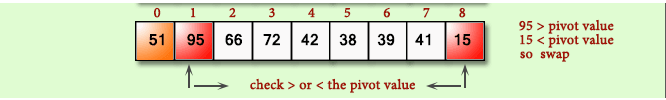 0 1 2 3 4 5 6 7 8
51 95 66 72 42 38 39 41 15
95 > pivot value
15 < pivot value
so swap
check > or < the pivot value